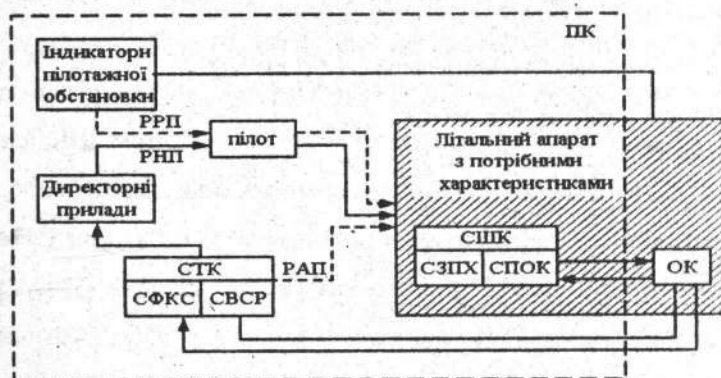 ПК
Індикатори
пілотажної
обстановки
РРП
РНП
пілот
Літальний апарат
з потрібними
характеристиками
Директорні
прилади
СШК
СЗПХ СПОК
ОК
СТК
СФКС СВСР
РАП